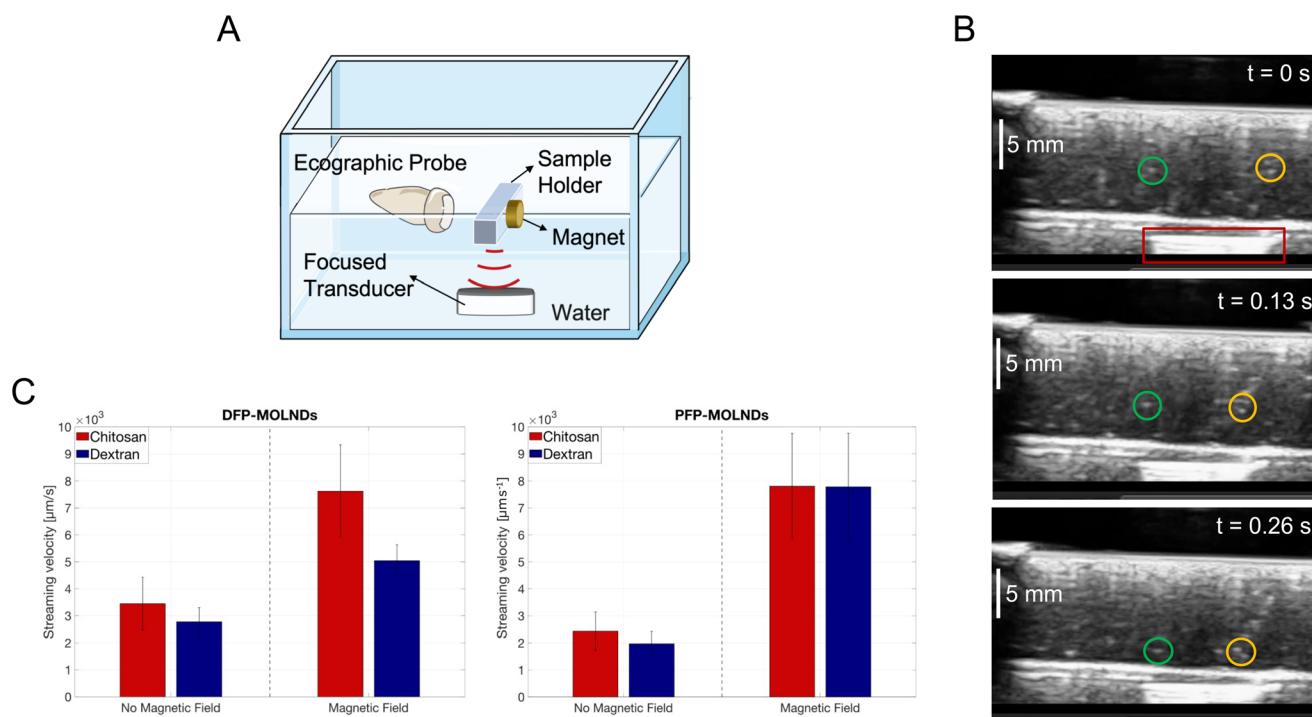 A
Ecographic Probe
Sample
Holder
Magnet
Focused
Transducer
Water
B
t = 0 s
5 mm
t = 0.13 s
5 mm
t = 0.26 s
5 mm
C
DFP-MOLNDs
×10³
Chitosan
Dextran
Streaming velocity [µm/s]
10
9
8
7
6
5
4
3
2
1
0
No Magnetic Field
Magnetic Field
PFP-MOLNDs
×10³
Chitosan
Dextran
Streaming velocity [µms⁻¹]
10
9
8
7
6
5
4
3
2
1
0
No Magnetic Field
Magnetic Field